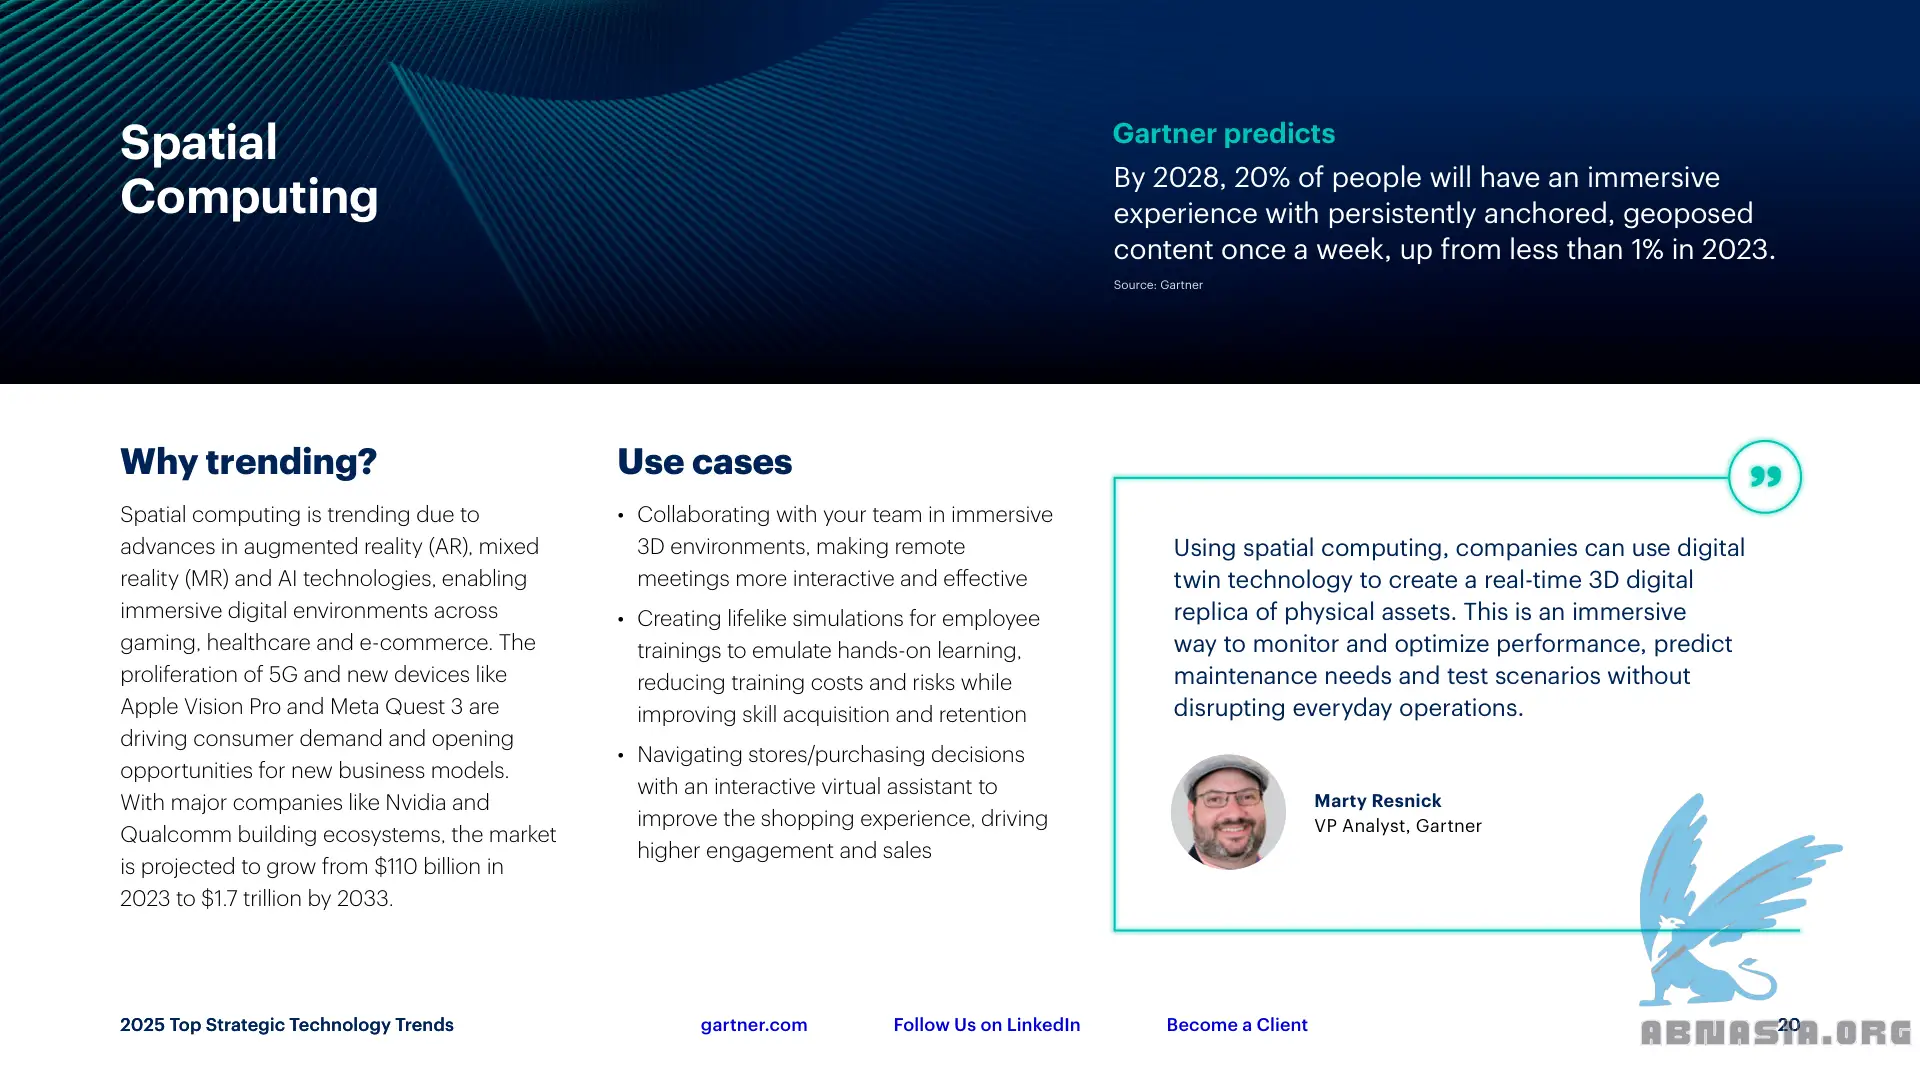 Spatial
Computing
Gartner predicts
By 2028, 20% of people will have an immersive
experience with persistently anchored, geoposed
content once a week, up from less than 1% in 2023.
Source: Gartner
Why trending?
Spatial computing is trending due to
advances in augmented reality (AR), mixed
reality (MR) and AI technologies, enabling
immersive digital environments across
gaming, healthcare and e-commerce. The
proliferation of 5G and new devices like
Apple Vision Pro and Meta Quest 3 are
driving consumer demand and opening
opportunities for new business models.
With major companies like Nvidia and
Qualcomm building ecosystems, the market
is projected to grow from $110 billion in
2023 to $1.7 trillion by 2033.
Use cases
• Collaborating with your team in immersive
3D environments, making remote
meetings more interactive and effective
• Creating lifelike simulations for employee
trainings to emulate hands-on learning,
reducing training costs and risks while
improving skill acquisition and retention
• Navigating stores/purchasing decisions
with an interactive virtual assistant to
improve the shopping experience, driving
higher engagement and sales
”
Using spatial computing, companies can use digital
twin technology to create a real-time 3D digital
replica of physical assets. This is an immersive
way to monitor and optimize performance, predict
maintenance needs and test scenarios without
disrupting everyday operations.
Marty Resnick
VP Analyst, Gartner
2025 Top Strategic Technology Trends
gartner.com
Follow Us on LinkedIn
Become a Client
20
ABNASIA.ORG